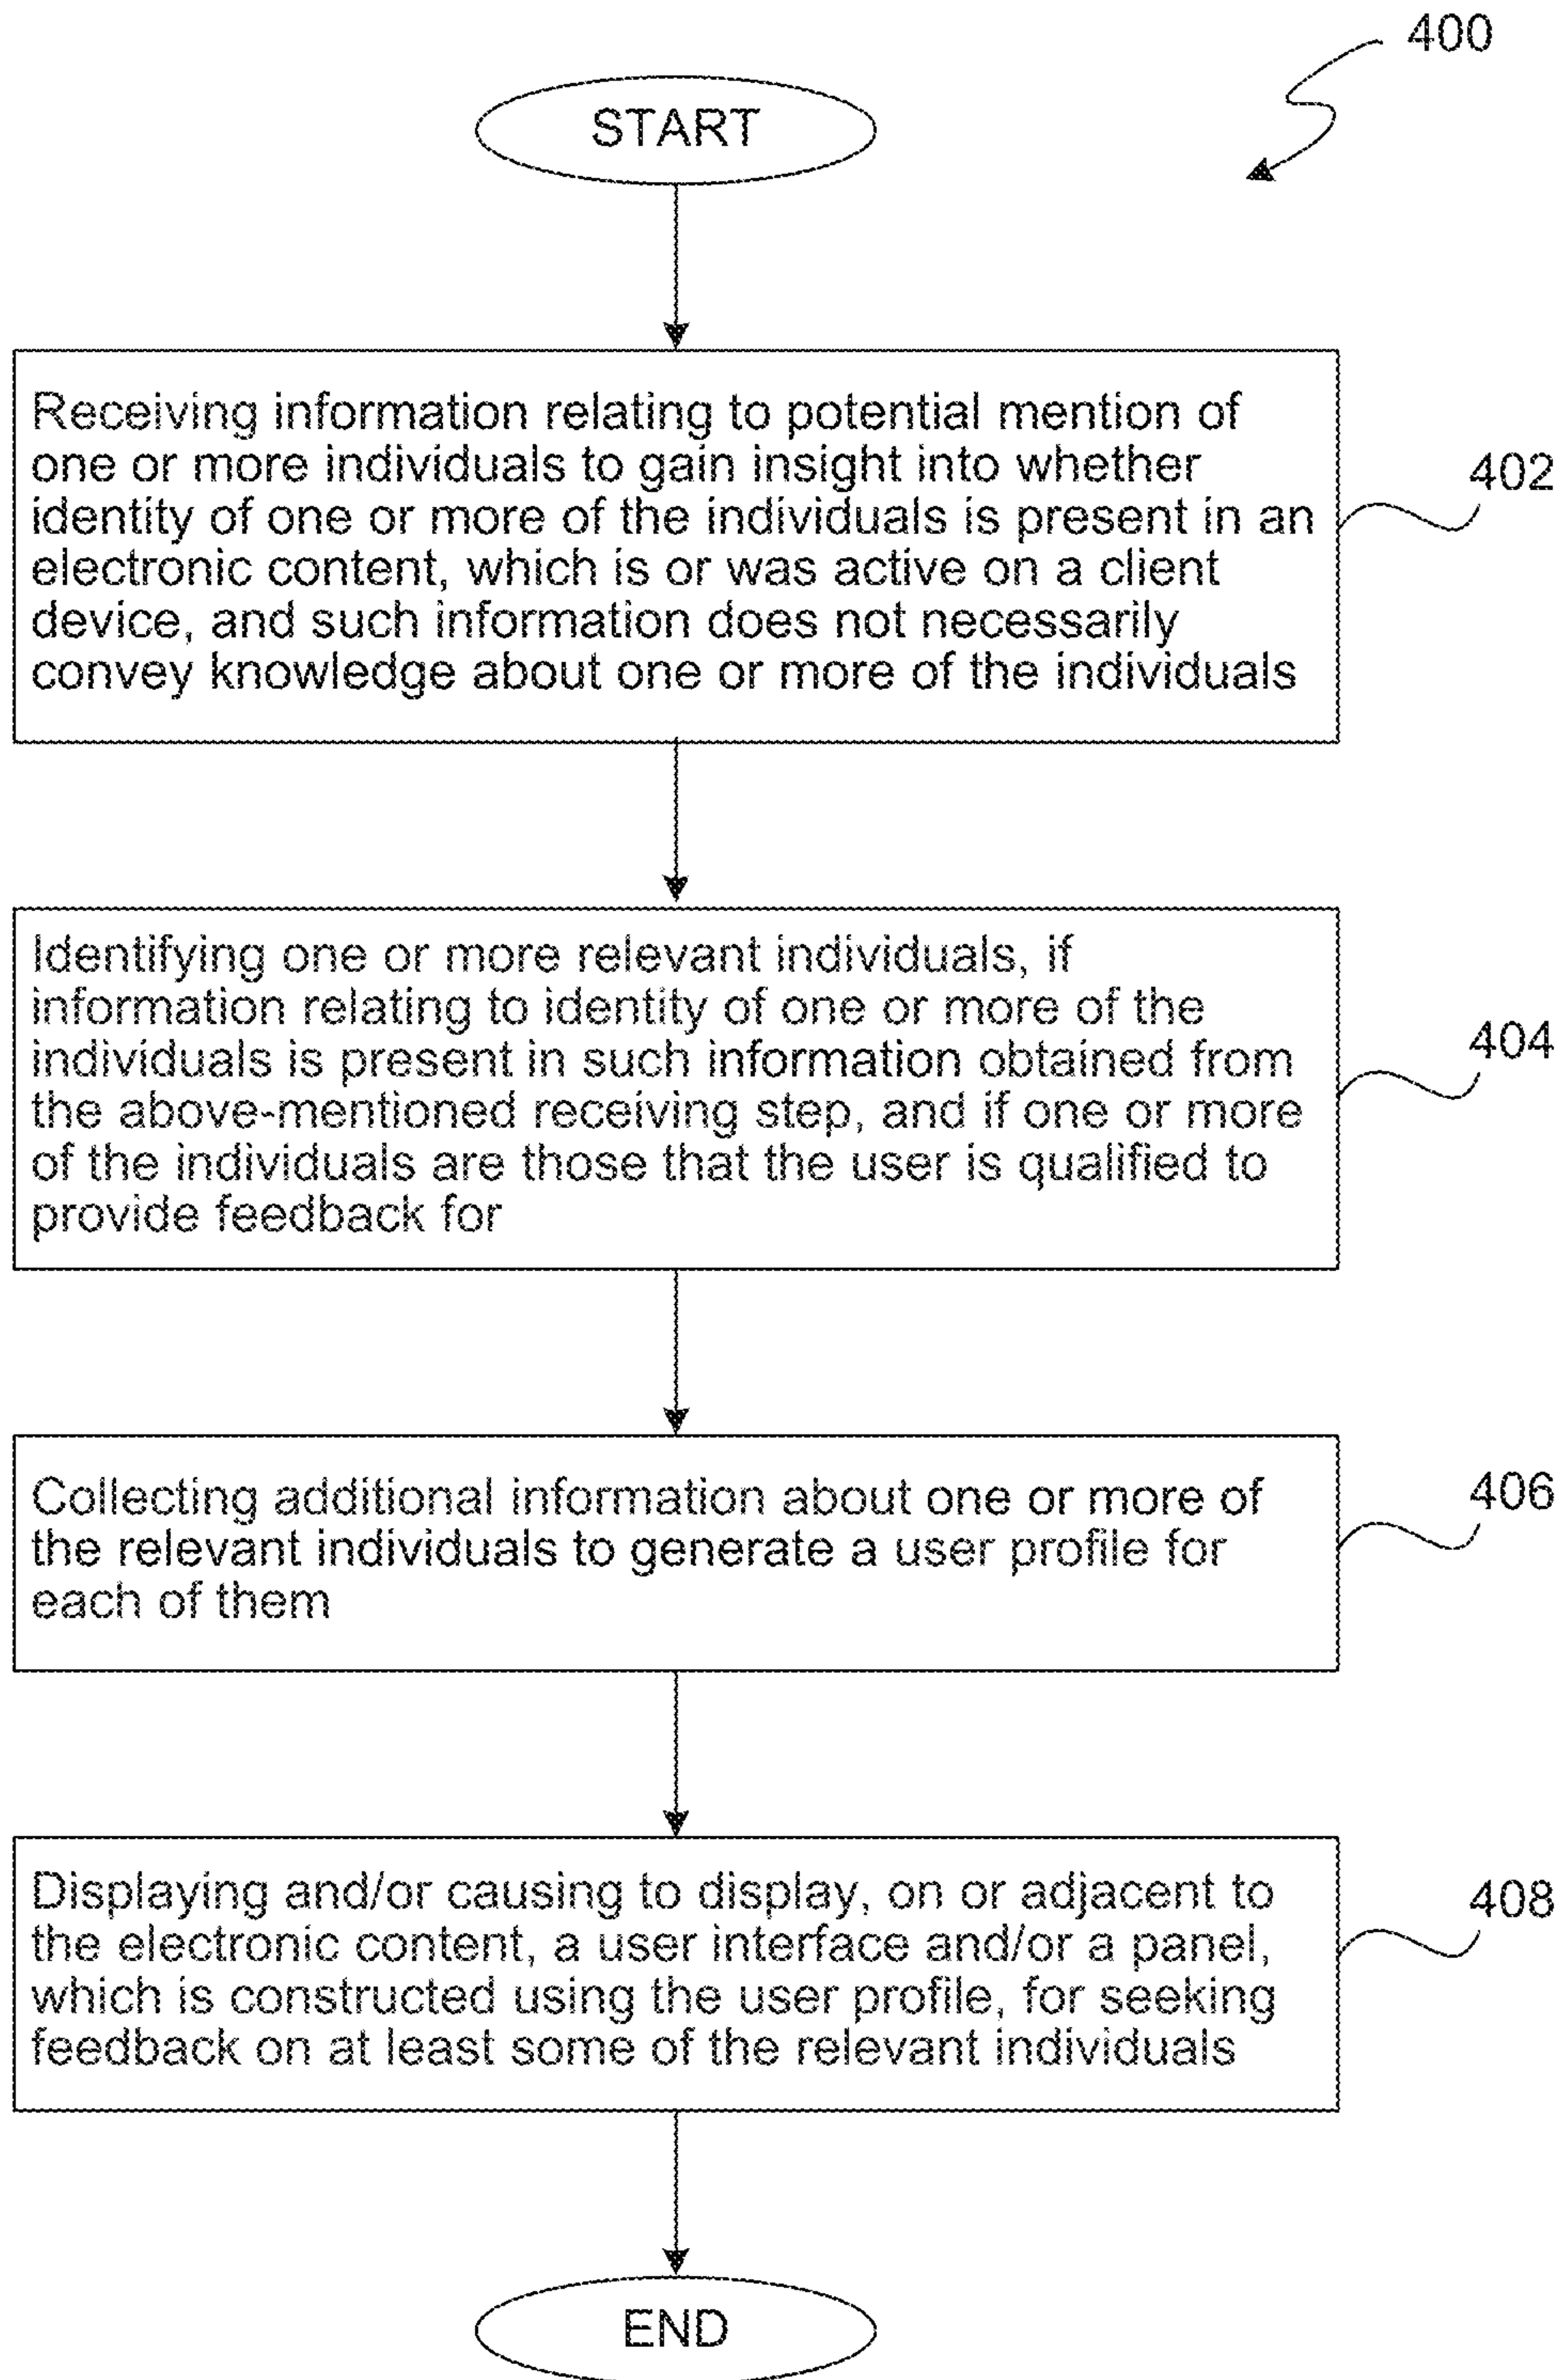 400
START
Receiving information relating to potential mention of
one or more individuals to gain insight into whether
identity of one or more of the individuals is present in an
electronic content, which is or was active on a client
device, and such information does not necessarily
convey knowledge about one or more of the individuals
402
Identifying one or more relevant individuals, if
information relating to identity of one or more of the
individuals is present in such information obtained from
the above-mentioned receiving step, and if one or more
of the individuals are those that the user is qualified to
provide feedback for
404
Collecting additional information about one or more of
the relevant individuals to generate a user profile for
each of them
406
Displaying and/or causing to display, on or adjacent to
the electronic content, a user interface and/or a panel,
which is constructed using the user profile, for seeking
feedback on at least some of the relevant individuals
408
END